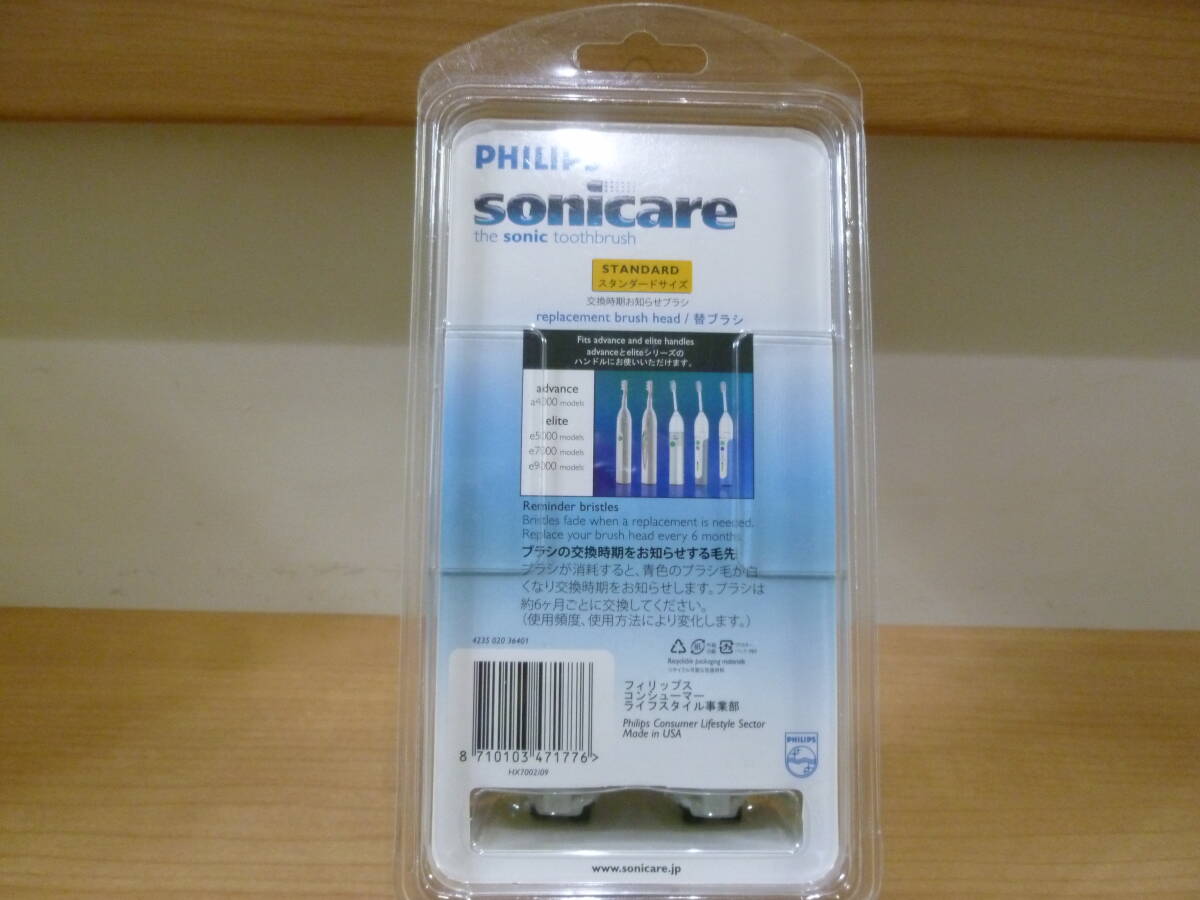 PHILIPS
sonicare
the sonic toothbrush
STANDARD
スタンダードサイズ
交換時期お知らせブラシ
replacement brush head / 替ブラシ
Fits advance and elite handles
advanceとeliteシリーズの
ハンドルにお使いいただけます。
advance
a4000 models
elite
e5000 models
e7000 models
e9000 models
Reminder bristles
Bristles fade when a replacement is needed.
Replace your brush head every 6 months.
ブラシの交換時期をお知らせする毛先
ブラシが消耗すると、青色のブラシ毛が白
くなり交換時期をお知らせします。ブラシは
約6ヶ月ごとに交換してください。
(使用頻度、使用方法により変化します。)
4235 020 36401
Recyclable packaging materials
フィリップス
コンシューマー
ライフスタイル事業部
Philips Consumer Lifestyle Sector
Made in USA
PHILIPS
8 710103 471776 >
HX7002/09
www.sonicare.jp